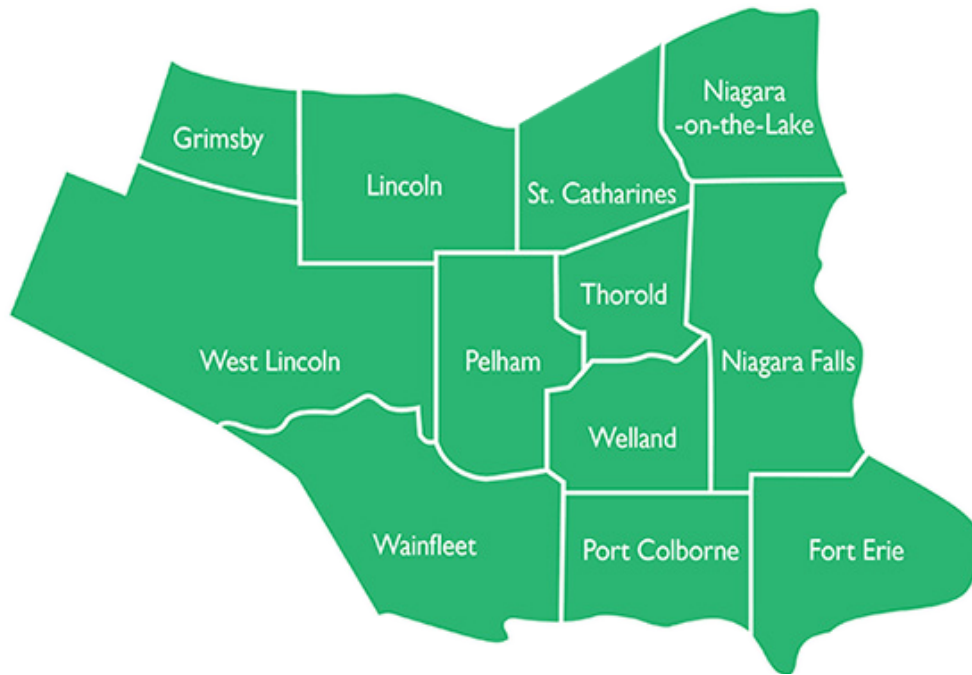 Niagara
-on-the-Lake
Grimsby
Lincoln
St. Catharines
Thorold
West Lincoln
Pelham
Niagara Falls
Welland
Wainfleet
Port Colborne
Fort Erie